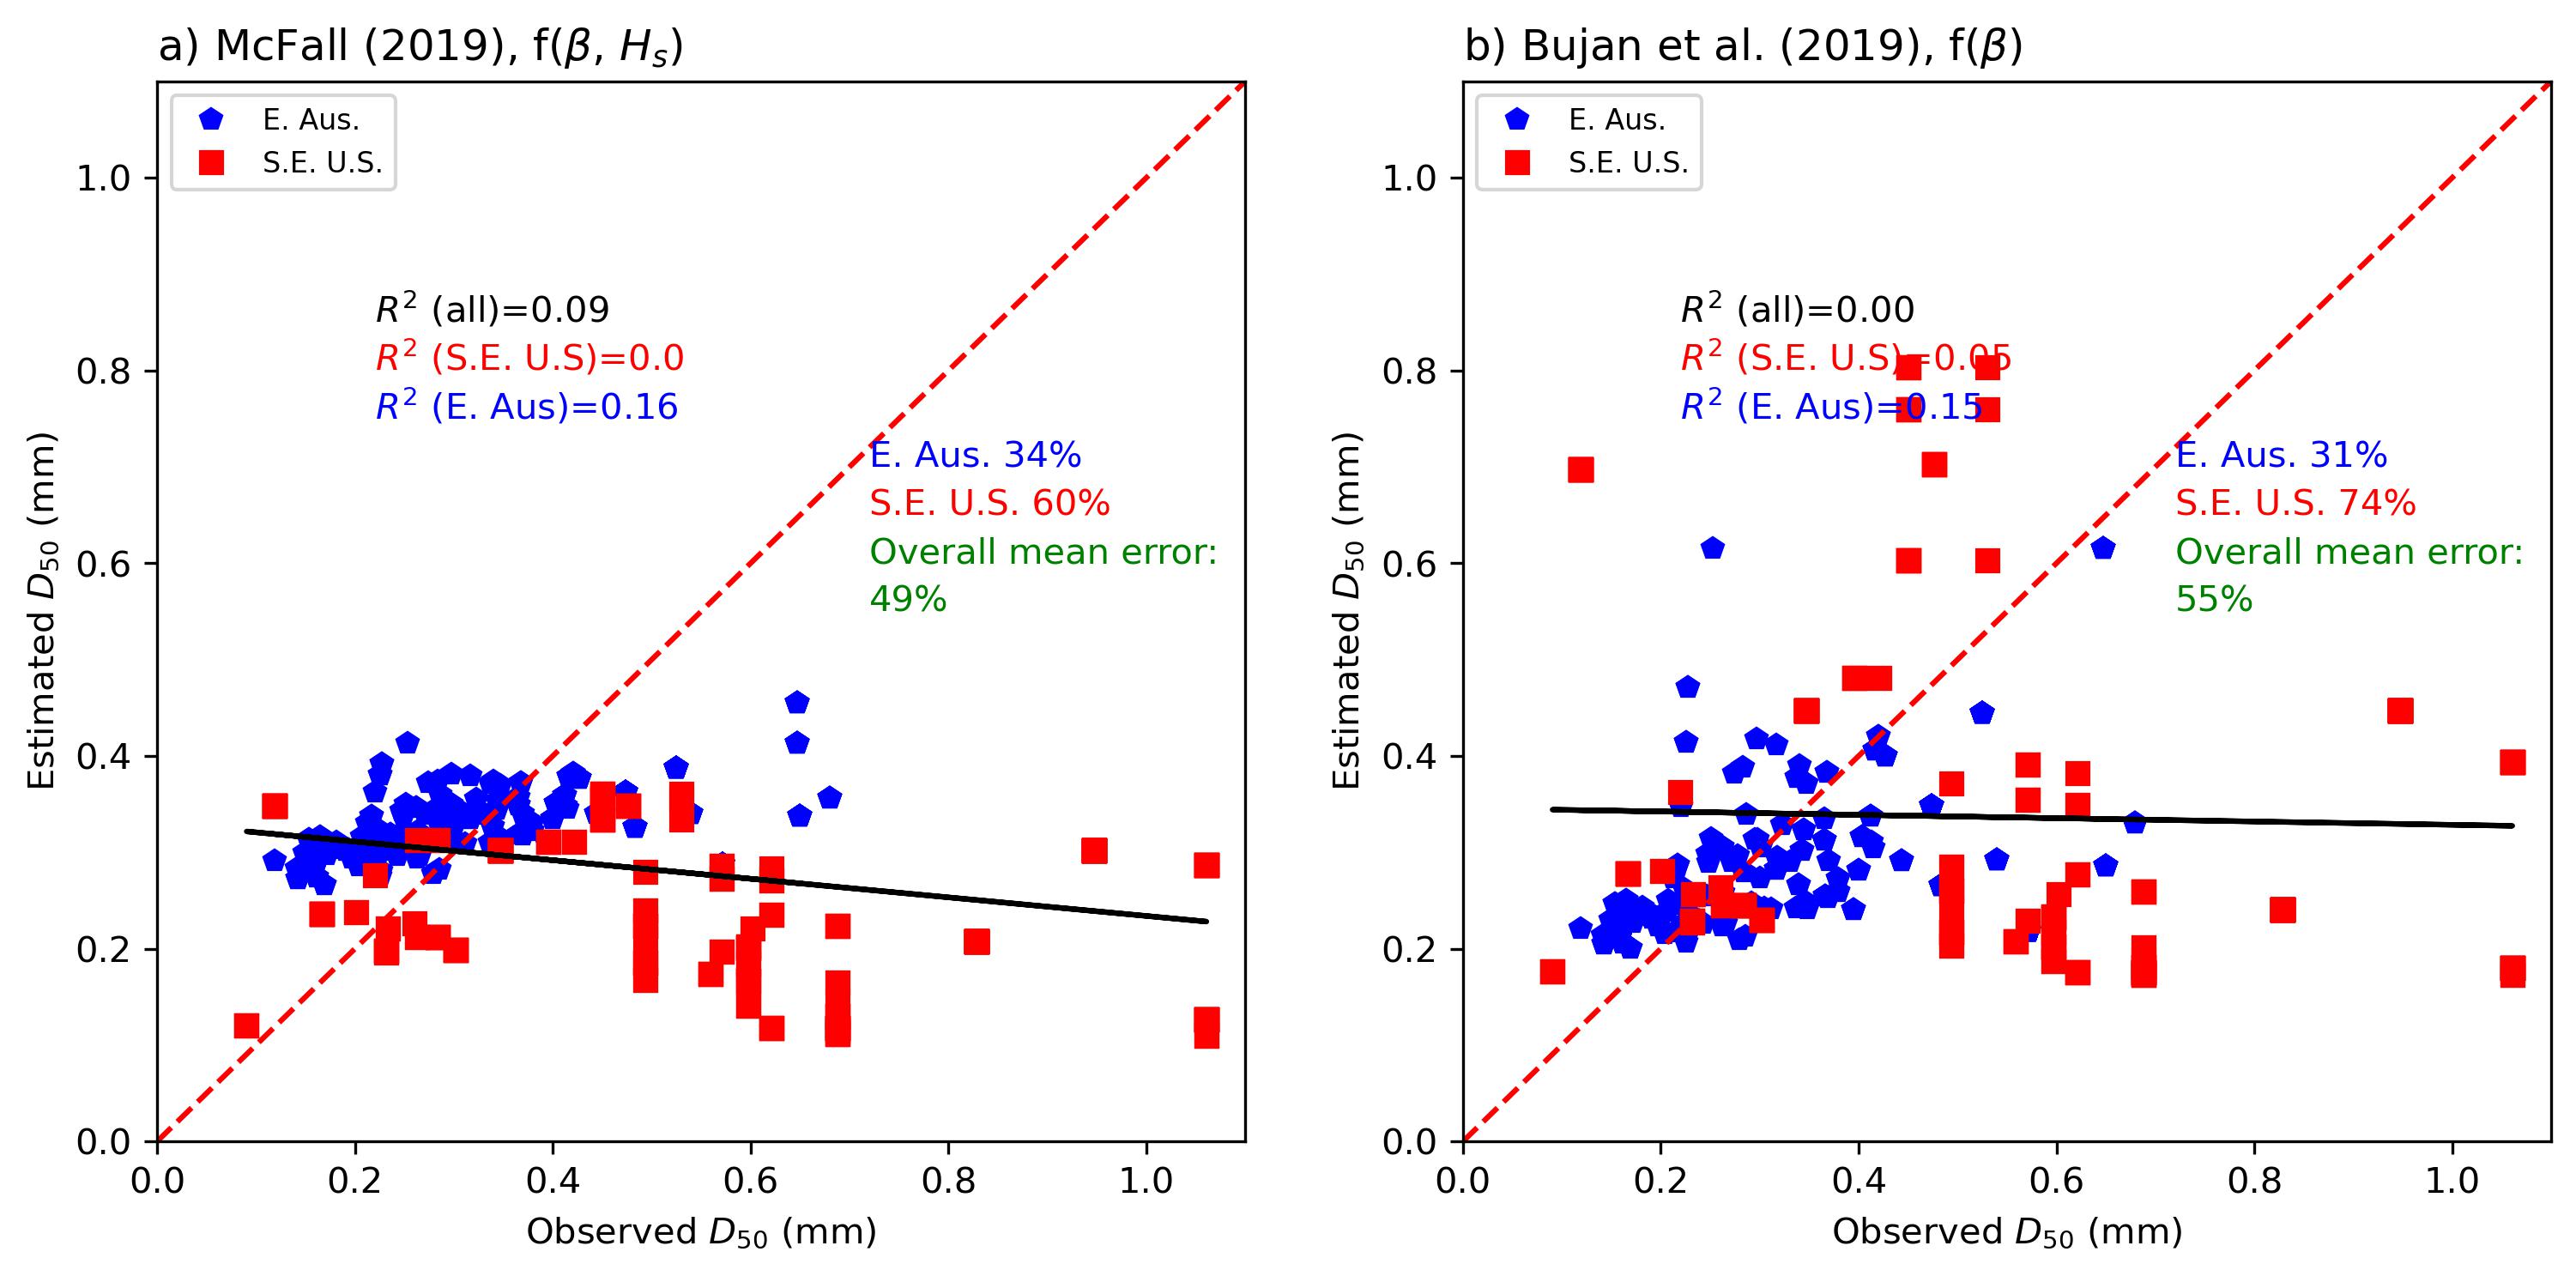 a) McFall (2019), f(β, Hₛ)
E. Aus.
S.E. U.S.
R² (all)=0.09
R² (S.E. U.S)=0.0
R² (E. Aus)=0.16
E. Aus. 34%
S.E. U.S. 60%
Overall mean error:
49%
1.0
0.8
0.6
0.4
0.2
0.0
Estimated D₅₀ (mm)
0.0 0.2 0.4 0.6 0.8 1.0
Observed D₅₀ (mm)
b) Bujan et al. (2019), f(β)
E. Aus.
S.E. U.S.
R² (all)=0.00
R² (S.E. U.S)=0.05
R² (E. Aus)=0.15
E. Aus. 31%
S.E. U.S. 74%
Overall mean error:
55%
1.0
0.8
0.6
0.4
0.2
0.0
Estimated D₅₀ (mm)
0.0 0.2 0.4 0.6 0.8 1.0
Observed D₅₀ (mm)